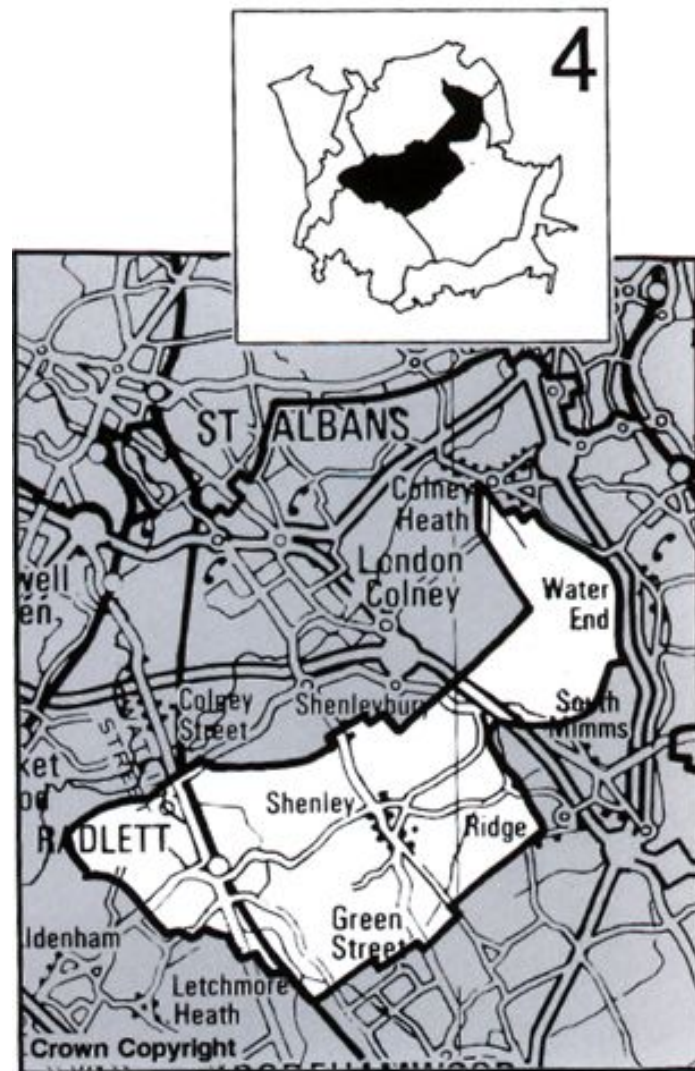 4
ST ALBANS
Colney
Heath
London
Colney
Water
End
Colney
Street
Shenleybury
South
Mimms
Shenley
RADLETT
Ridge
Green
Street
Letchmore
Heath
Crown Copyright